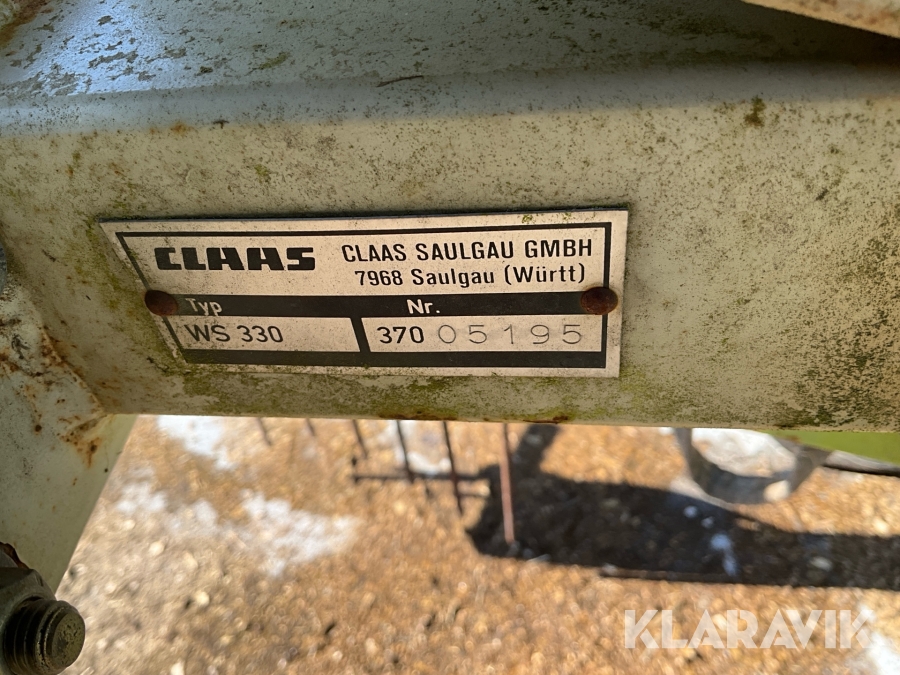 CLAAS
CLAAS SAULGAU GMBH
7968 Saulgau (Württ)
Typ Nr.
WS 330 370 05195
KLARAVIK